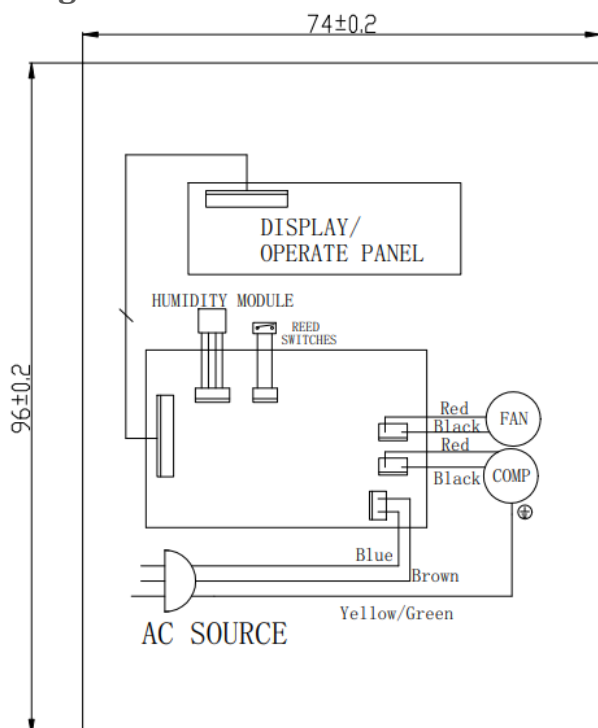 74±0.2
96±0.2
DISPLAY/
OPERATE PANEL
HUMIDITY MODULE
REED
SWITCHES
Red
FAN
Black
Red
COMP
Black
Blue
Brown
Yellow/Green
AC SOURCE